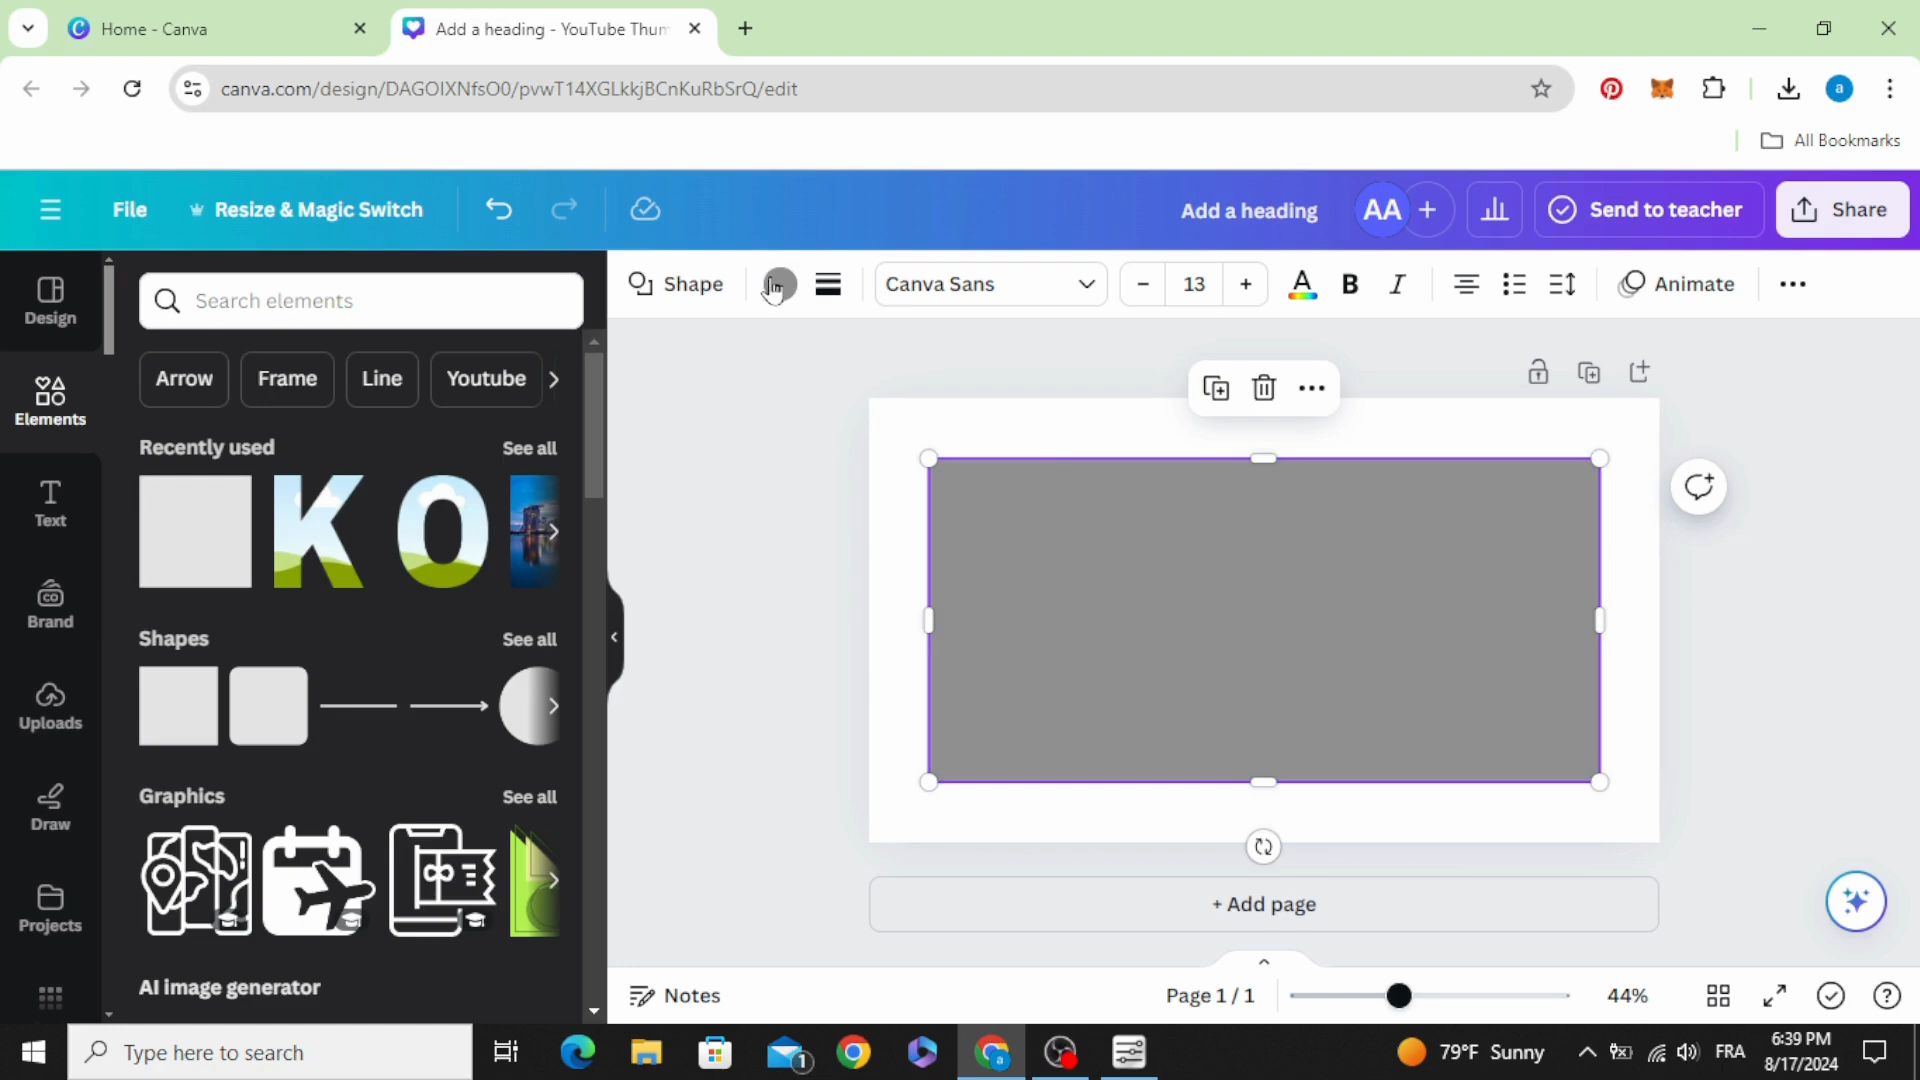 Home - Canva
Add a heading - YouTube Thum
canva.com/design/DAGOIXNfsO0/pvwT14XGLkkjBCnKuRbSrQ/edit
a
All Bookmarks
File
Resize & Magic Switch
Add a heading
AA
Send to teacher
Share
Design
Elements
Text
Brand
Uploads
Draw
Projects
Search elements
Arrow
Frame
Line
Youtube
Recently used
See all
K O
Shapes
See all
Graphics
See all
AI image generator
Shape
Canva Sans
- 13 +
A B I
Animate
+ Add page
Notes
Page 1 / 1
44%
Type here to search
1
79°F Sunny
FRA
6:39 PM
8/17/2024